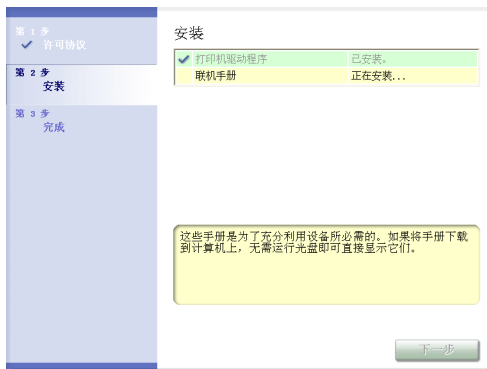 第 1 步
许可协议
第 2 步
安装
第 3 步
完成
安装
打印机驱动程序 已安装。
联机手册 正在安装...
这些手册是为了充分利用设备所必需的。如果将手册下载
到计算机上，无需运行光盘即可直接显示它们。
下一步